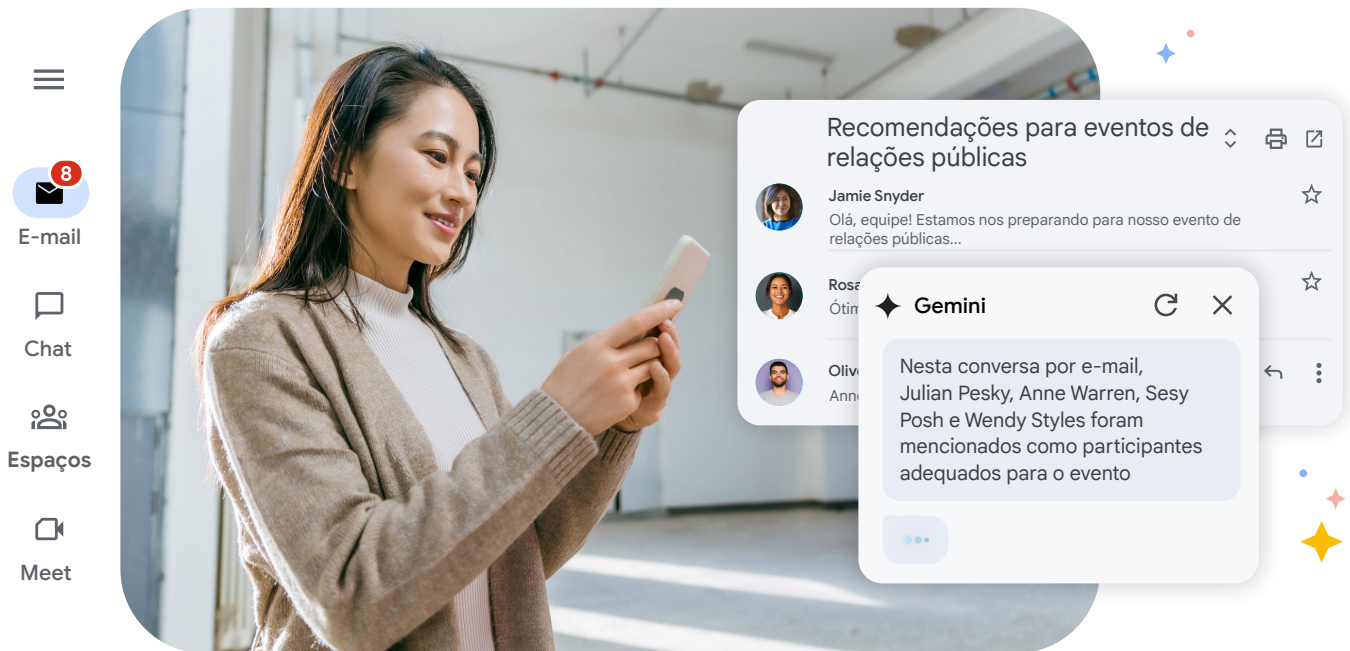 8
E-mail
Chat
Espaços
Meet
Recomendações para eventos de
relações públicas
Jamie Snyder
Olá, equipe! Estamos nos preparando para nosso evento de
relações públicas...
Gemini
Nesta conversa por e-mail,
Julian Pesky, Anne Warren, Sesy
Posh e Wendy Styles foram
mencionados como participantes
adequados para o evento